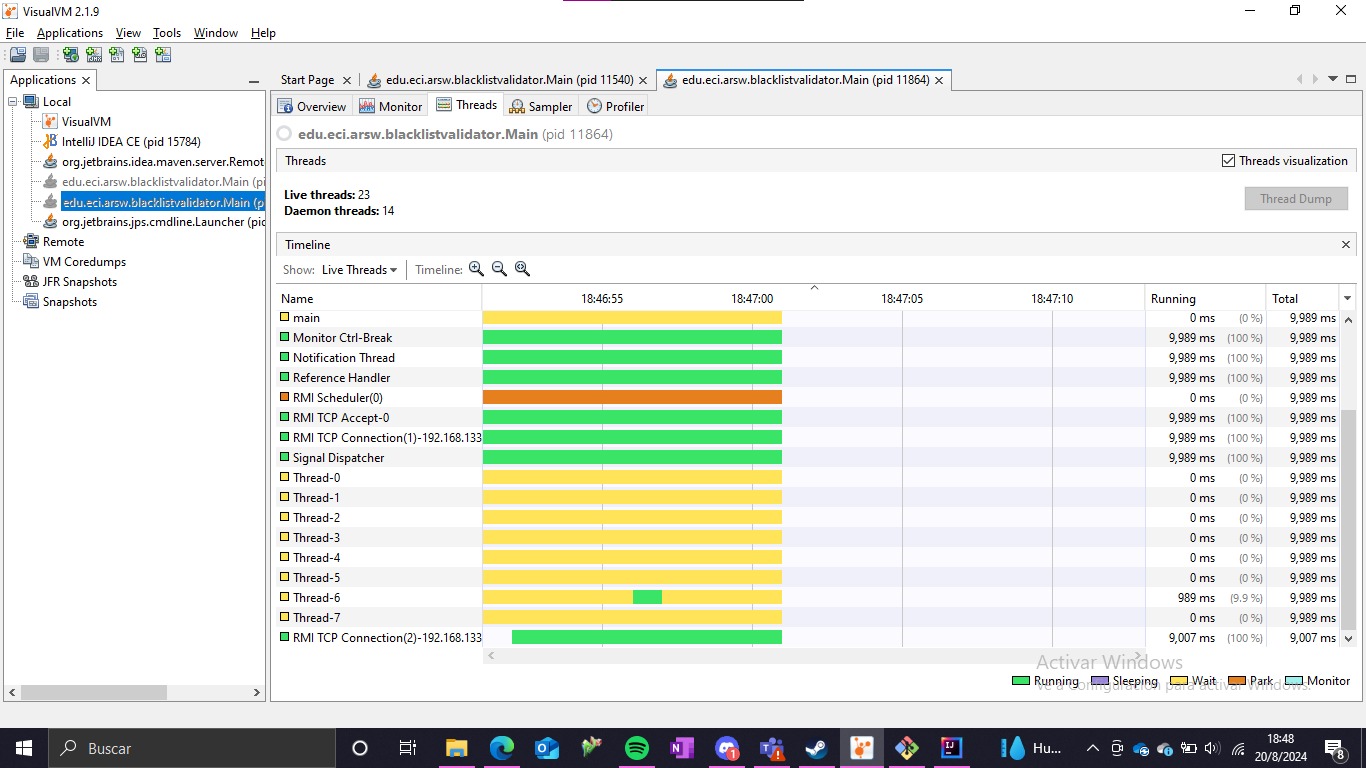 VisualVM 2.1.9
File Applications View Tools Window Help
Applications
Start Page edu.eci.arsw.blacklistvalidator.Main (pid 11540) edu.eci.arsw.blacklistvalidator.Main (pid 11864)
Local
VisualVM
IntelliJ IDEA CE (pid 15784)
org.jetbrains.idea.maven.server.Remot
edu.eci.arsw.blacklistvalidator.Main (pi
edu.eci.arsw.blacklistvalidator.Main (p
org.jetbrains.jps.cmdline.Launcher (pid
Remote
VM Coredumps
JFR Snapshots
Snapshots
Overview Monitor Threads Sampler Profiler
edu.eci.arsw.blacklistvalidator.Main (pid 11864)
Threads Threads visualization
Live threads: 23
Daemon threads: 14
Thread Dump
Timeline
Show: Live Threads Timeline:
Name 18:46:55 18:47:00 18:47:05 18:47:10 Running Total
main 0 ms (0 %) 9,989 ms
Monitor Ctrl-Break 9,989 ms (100 %) 9,989 ms
Notification Thread 9,989 ms (100 %) 9,989 ms
Reference Handler 9,989 ms (100 %) 9,989 ms
RMI Scheduler(0) 0 ms (0 %) 9,989 ms
RMI TCP Accept-0 9,989 ms (100 %) 9,989 ms
RMI TCP Connection(1)-192.168.133 9,989 ms (100 %) 9,989 ms
Signal Dispatcher 9,989 ms (100 %) 9,989 ms
Thread-0 0 ms (0 %) 9,989 ms
Thread-1 0 ms (0 %) 9,989 ms
Thread-2 0 ms (0 %) 9,989 ms
Thread-3 0 ms (0 %) 9,989 ms
Thread-4 0 ms (0 %) 9,989 ms
Thread-5 0 ms (0 %) 9,989 ms
Thread-6 989 ms (9.9 %) 9,989 ms
Thread-7 0 ms (0 %) 9,989 ms
RMI TCP Connection(2)-192.168.133 9,007 ms (100 %) 9,007 ms
Activar Windows
Ve a Configuración para activar Windows.
Running Sleeping Wait Park Monitor
Buscar
Hu...
18:48
20/8/2024
8